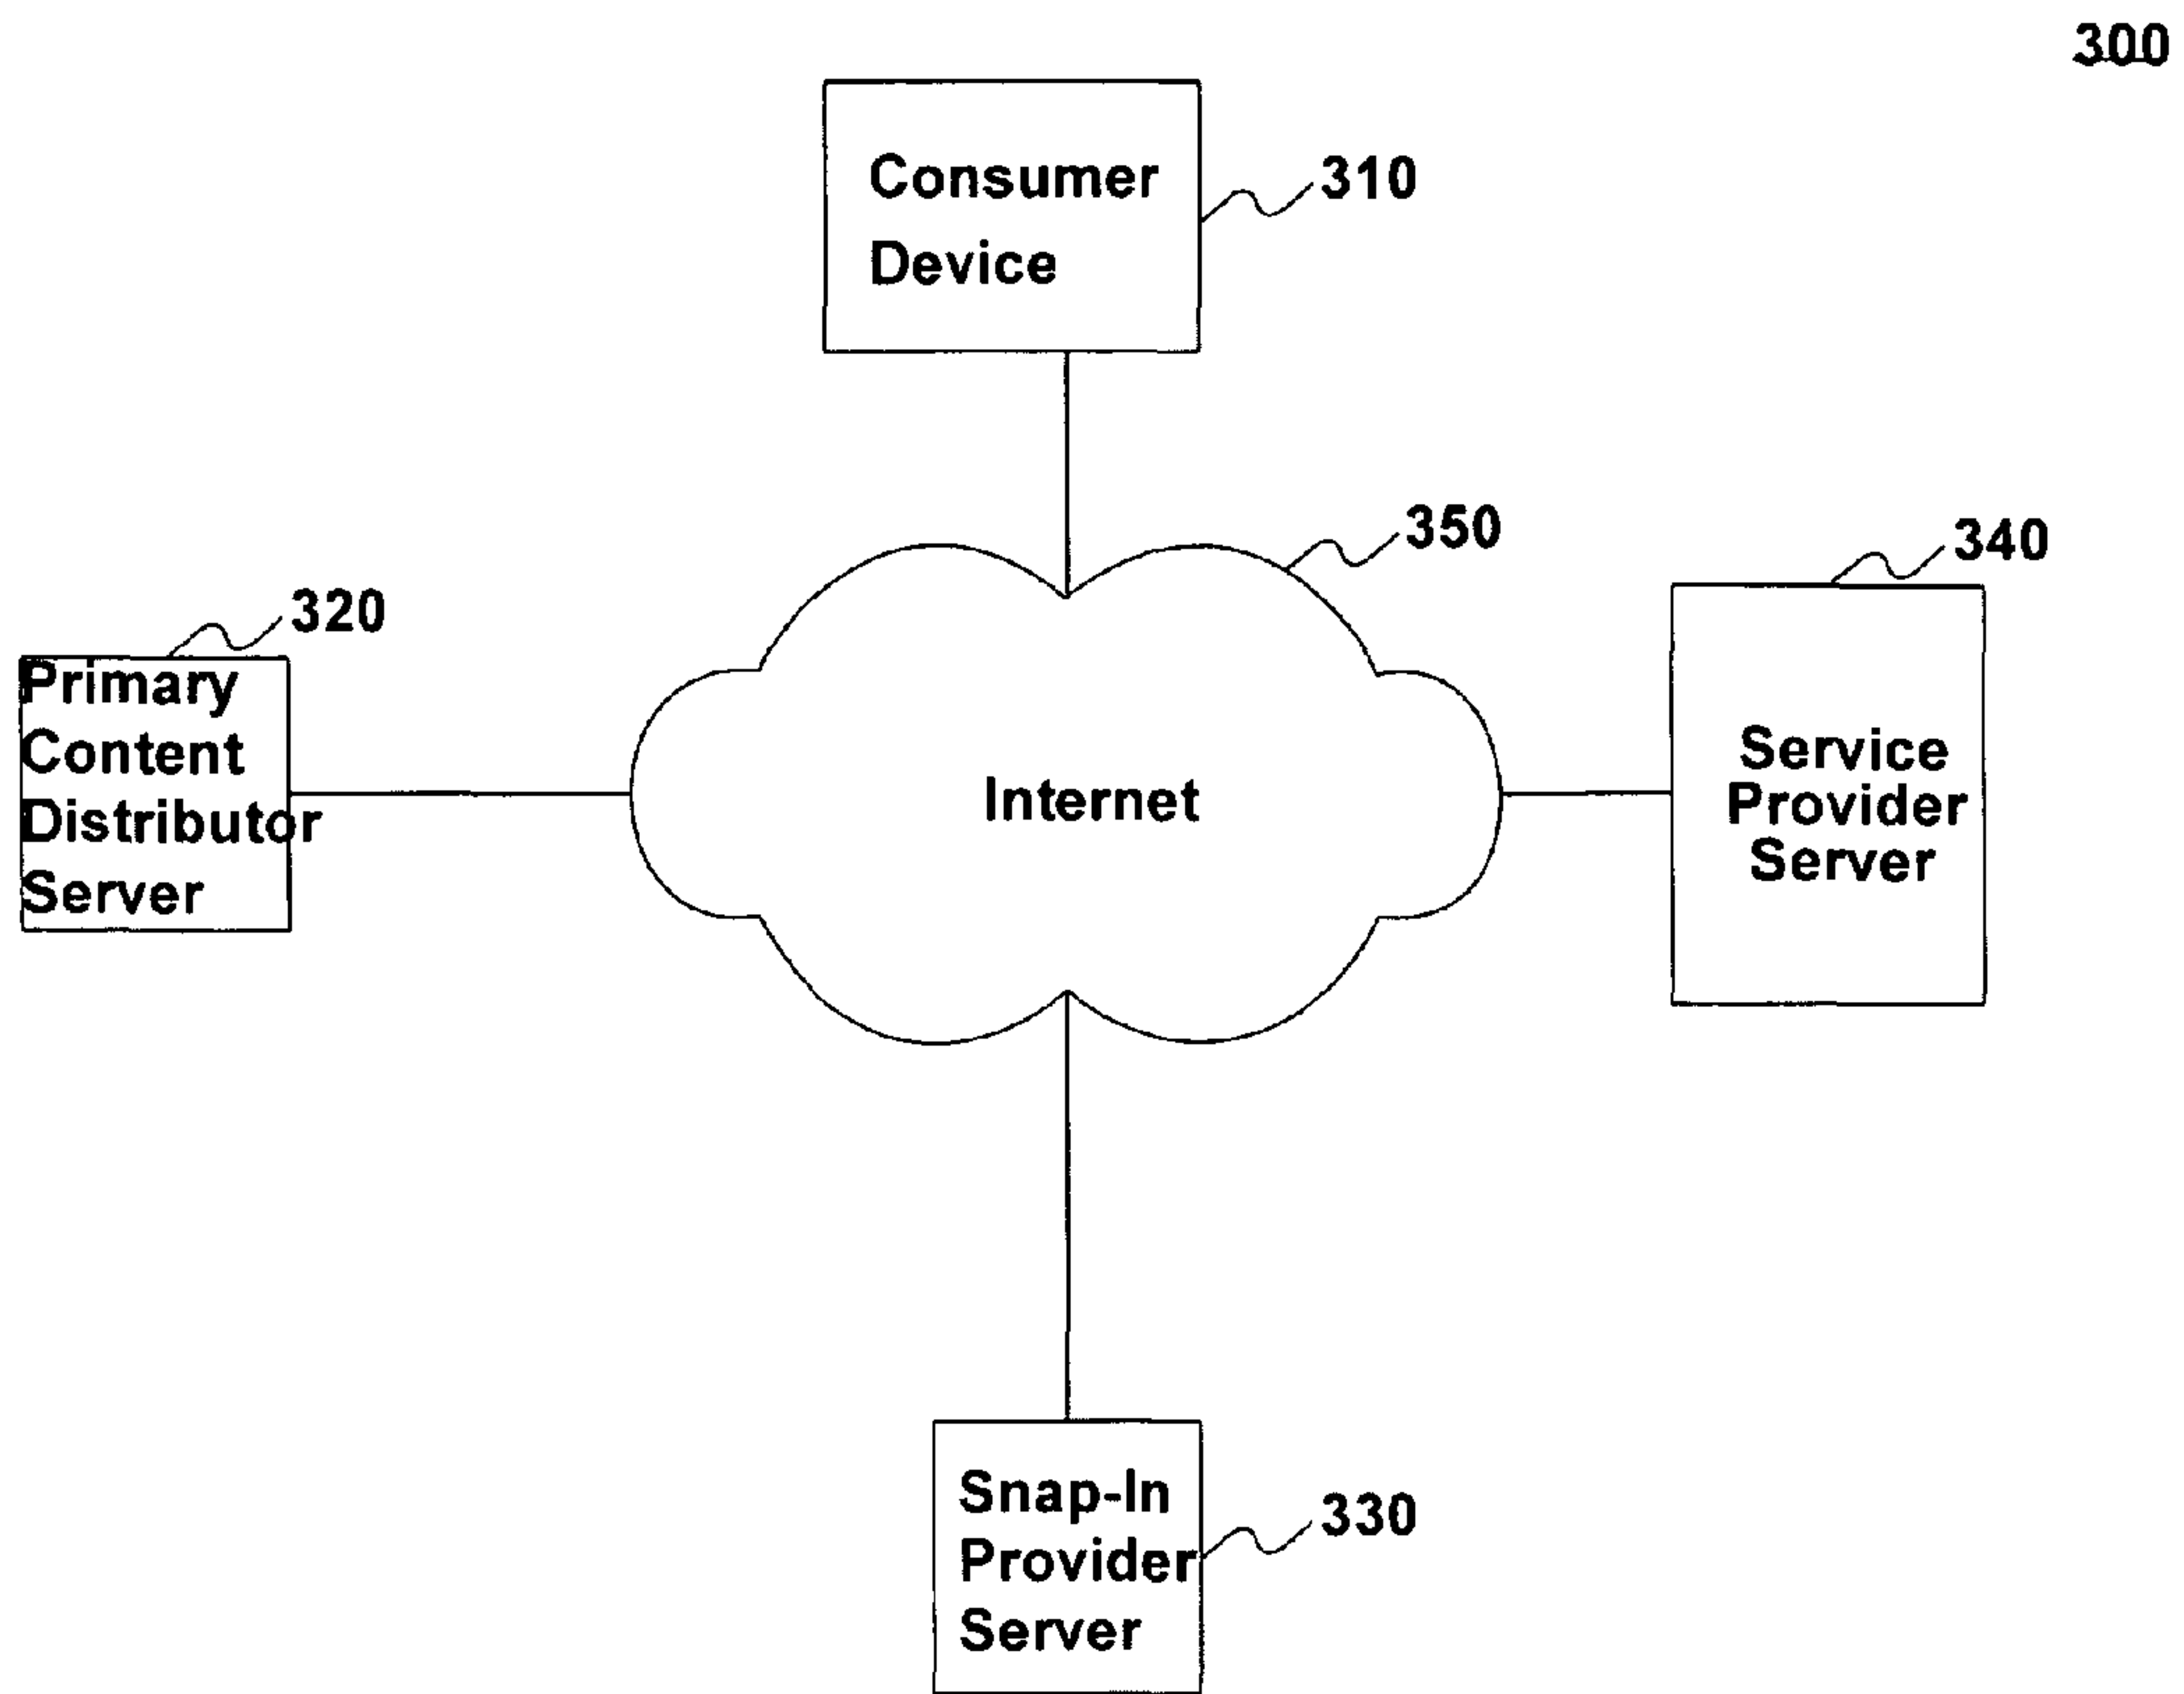 300
Consumer
Device
310
350
340
320
Primary
Content
Distributor
Server
Internet
Service
Provider
Server
Snap-In
Provider
Server
330